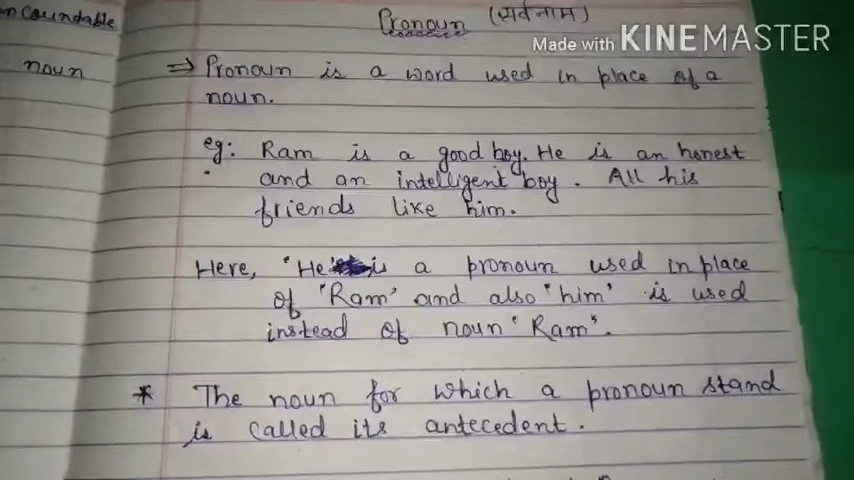 Pronoun (सर्वनाम)
Made with KINEMASTER
coundable
noun
⇒ Pronoun is a word used in place of a
noun.
eg: Ram is a good boy. He is an honest
and an intelligent boy. All his
friends like him.
Here, "He" is a pronoun used in place
of "Ram" and also "him" is used
instead of noun "Ram".
* The noun for which a pronoun stand
is called its antecedent.